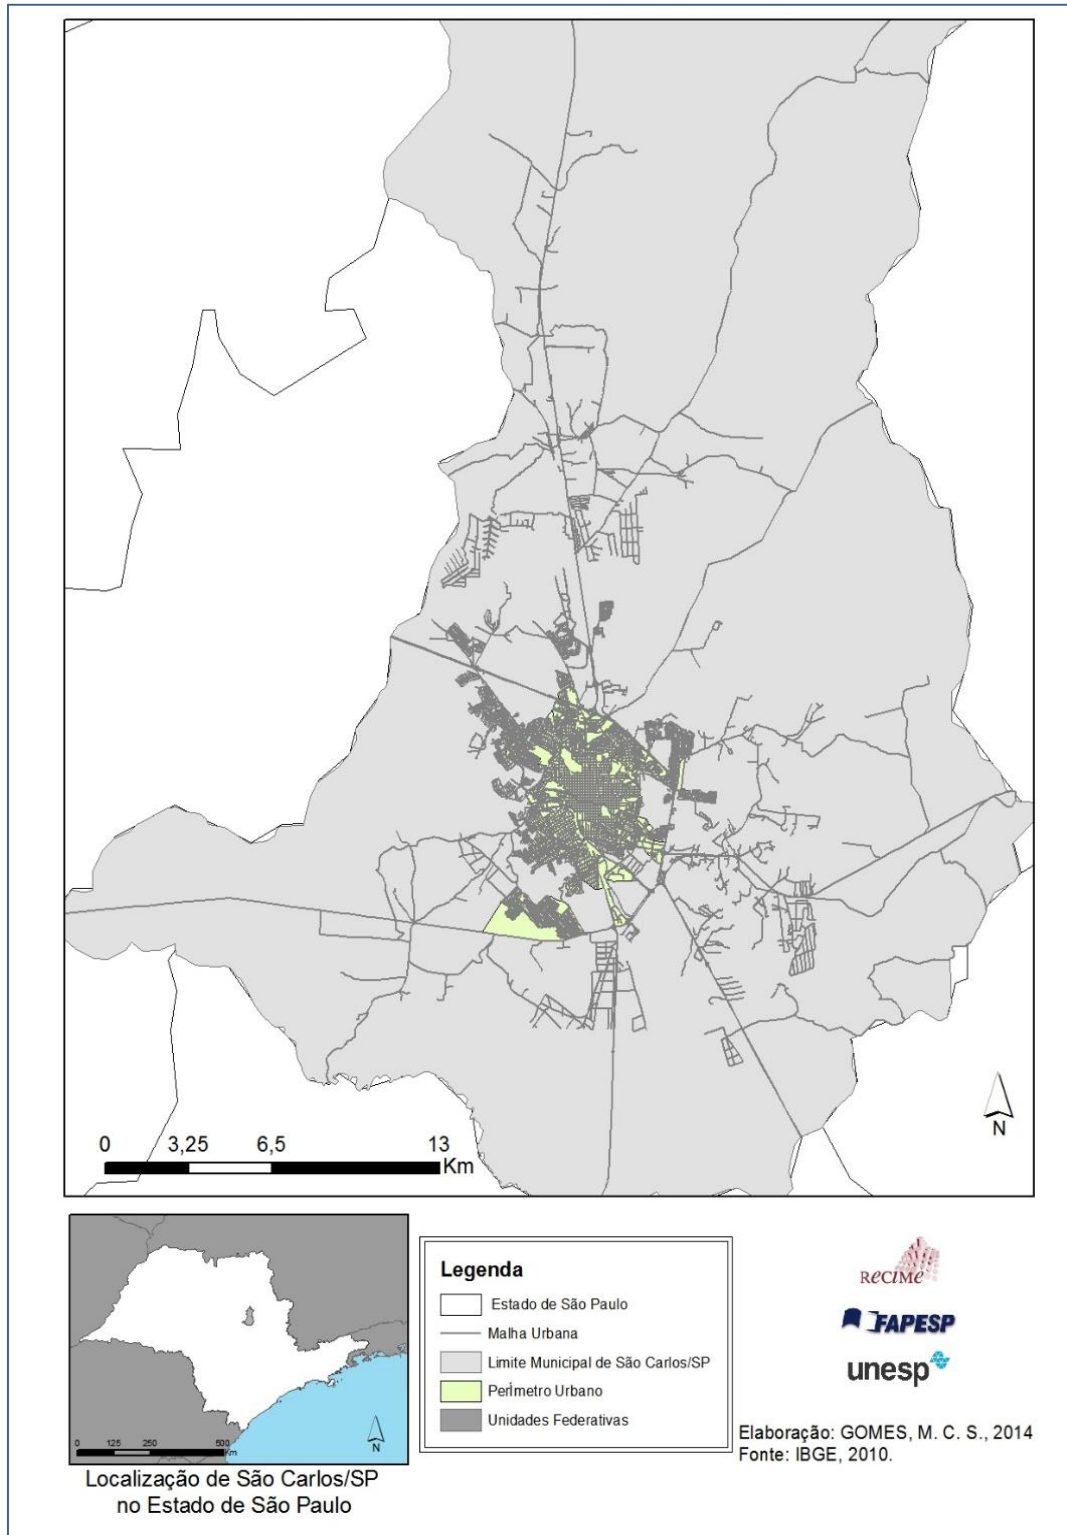 N
0 3,25 6,5 13
Km
0 125 250 500
Km
N
Localização de São Carlos/SP
no Estado de São Paulo
Legenda
Estado de São Paulo
Malha Urbana
Limite Municipal de São Carlos/SP
Perímetro Urbano
Unidades Federativas
ReCiMe
FAPESP
unesp
Elaboração: GOMES, M. C. S., 2014
Fonte: IBGE, 2010.